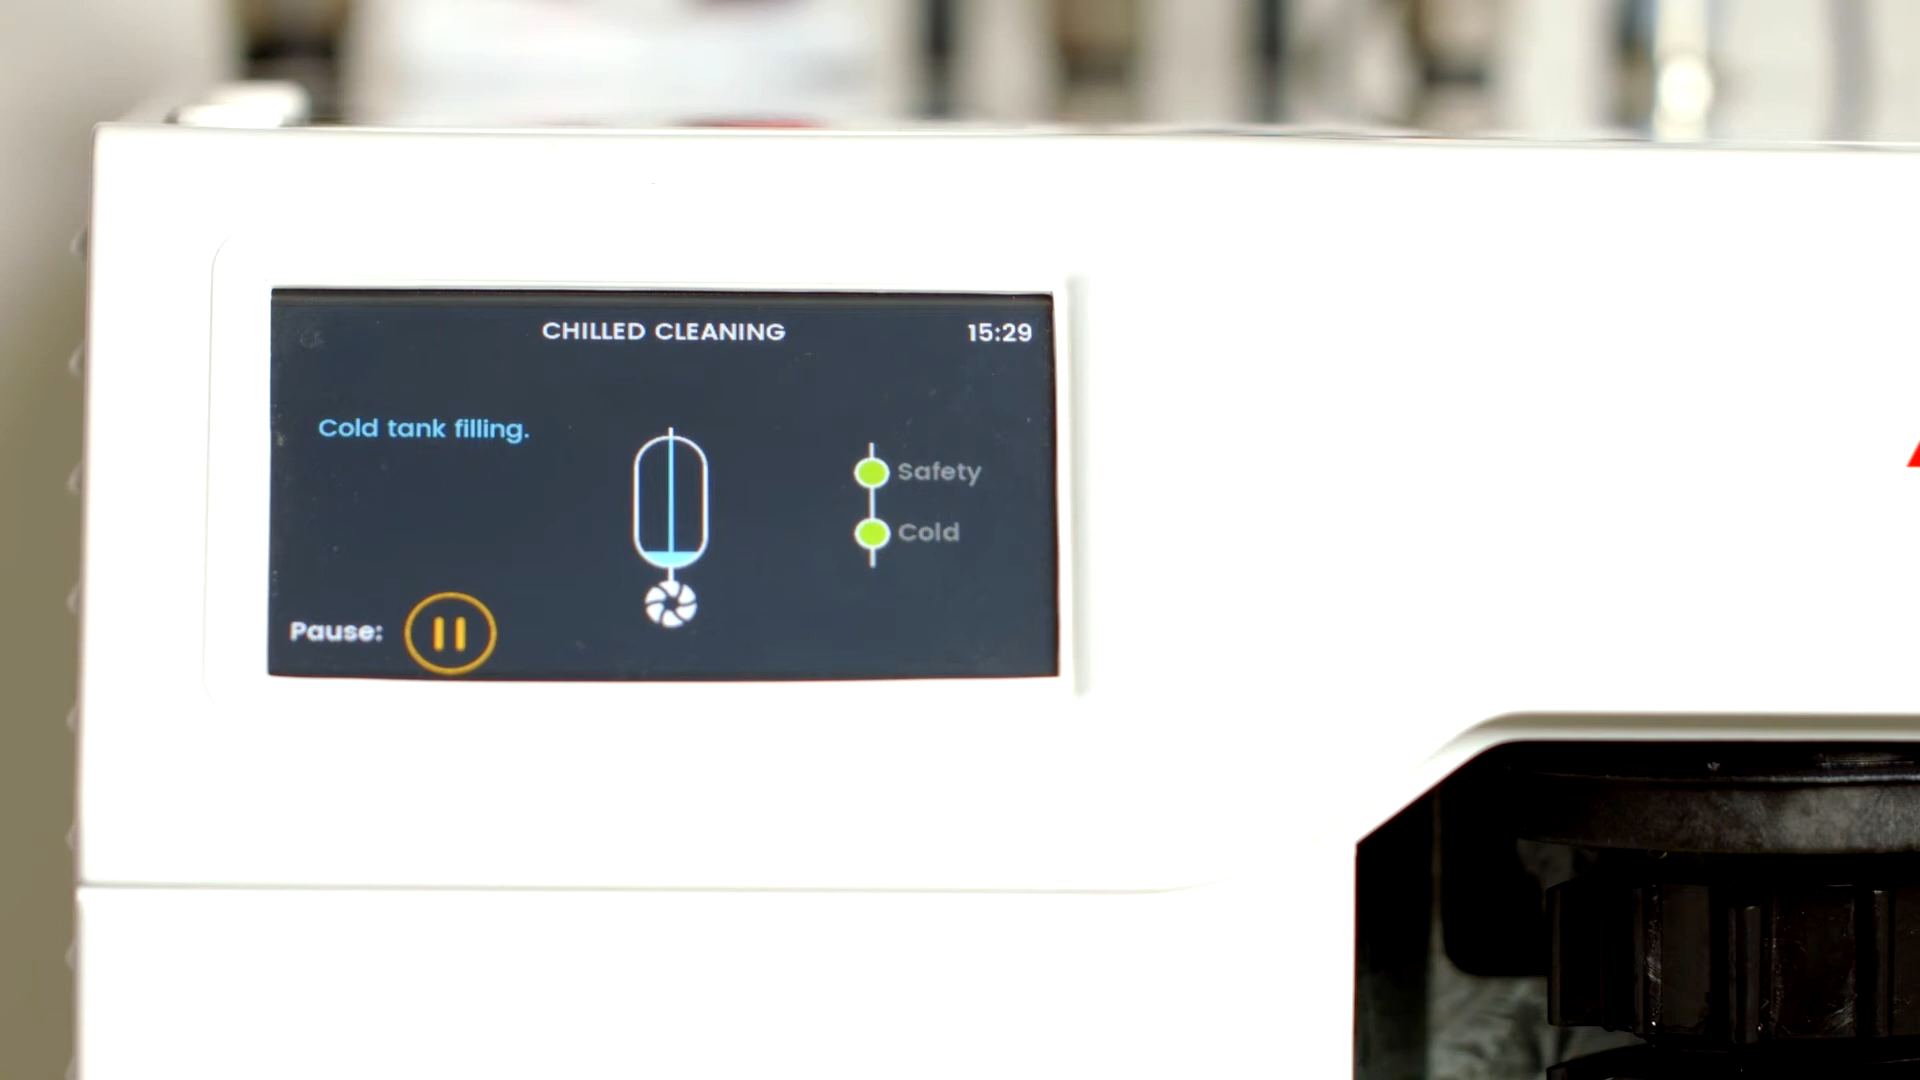 CHILLED CLEANING
15:29
Cold tank filling.
Safety
Cold
Pause: